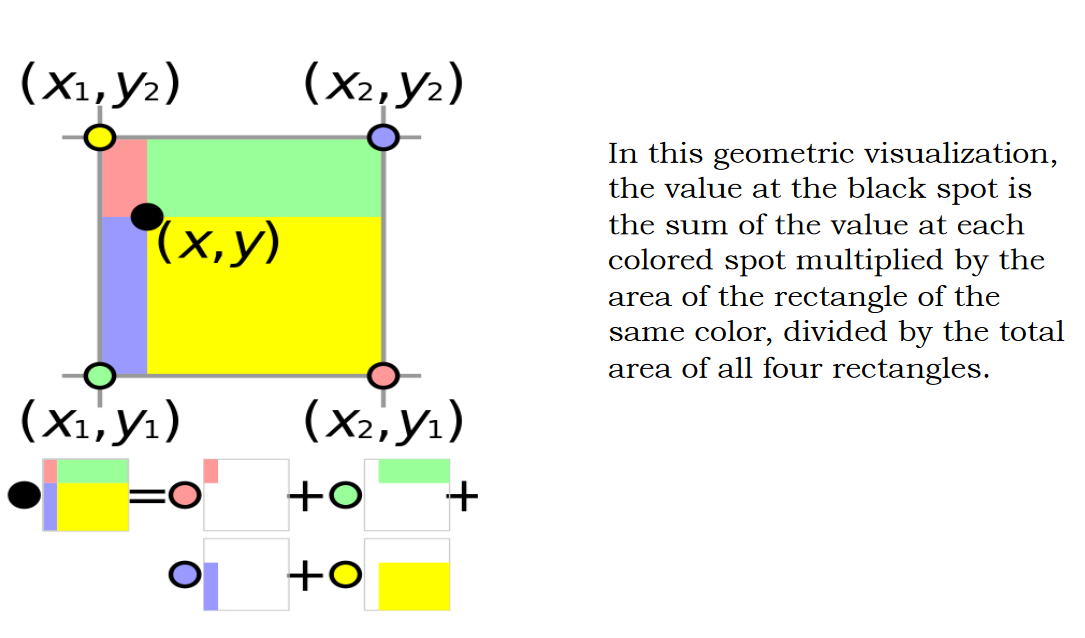 (x₁,y₂) (x₂,y₂)
(x,y)
(x₁,y₁) (x₂,y₁)
= + +
+
In this geometric visualization,
the value at the black spot is
the sum of the value at each
colored spot multiplied by the
area of the rectangle of the
same color, divided by the total
area of all four rectangles.